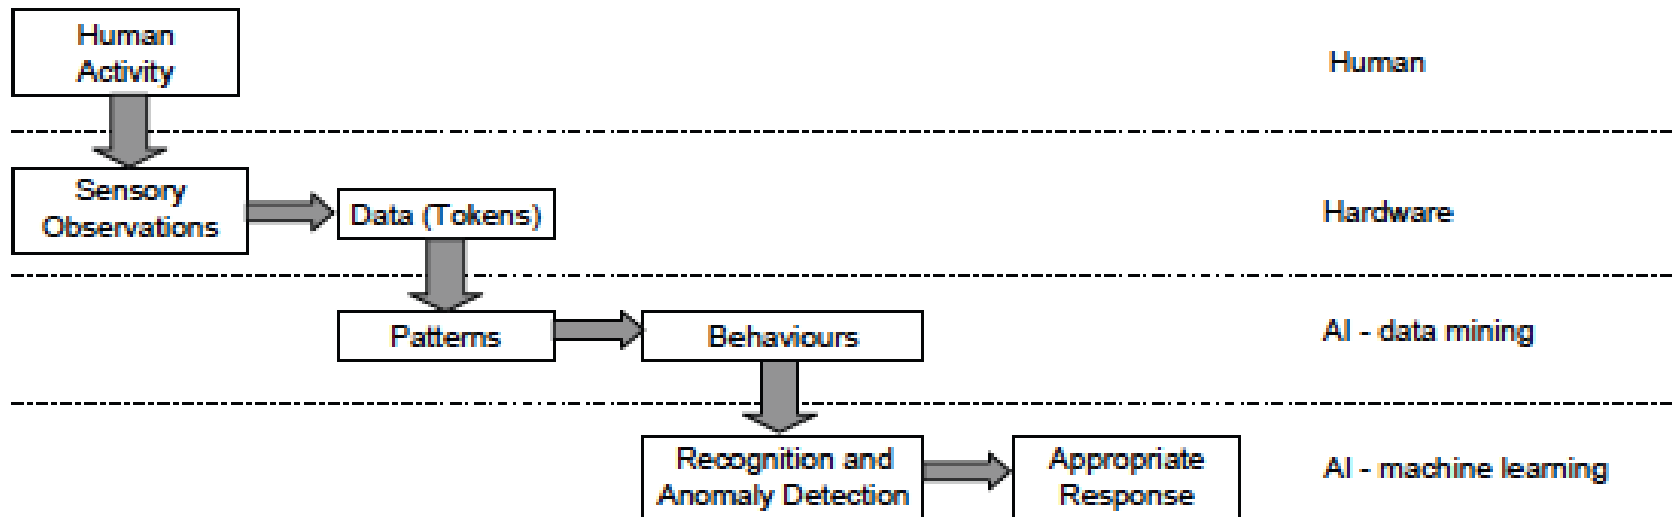 Human
Activity
Human
Sensory
Observations
Data (Tokens)
Hardware
Patterns
Behaviours
AI - data mining
Recognition and
Anomaly Detection
Appropriate
Response
AI - machine learning